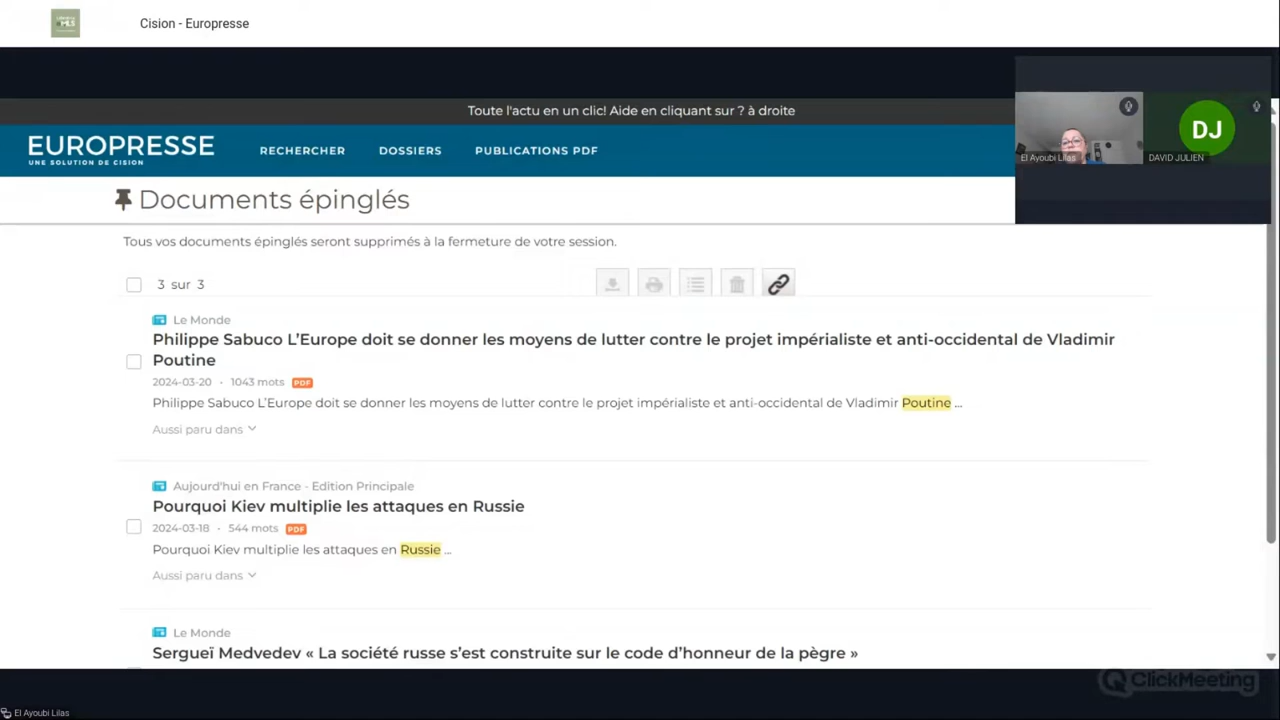 Cision - Europresse
Toute l'actu en un clic! Aide en cliquant sur ? à droite
EUROPRESSE
UNE SOLUTION DE CISION
RECHERCHER DOSSIERS PUBLICATIONS PDF
DJ
El Ayoubi Lilas
DAVID JULIEN
Documents épinglés
Tous vos documents épinglés seront supprimés à la fermeture de votre session.
3 sur 3
Le Monde
Philippe Sabuco L’Europe doit se donner les moyens de lutter contre le projet impérialiste et anti-occidental de Vladimir
Poutine
2024-03-20 · 1043 mots PDF
Philippe Sabuco L’Europe doit se donner les moyens de lutter contre le projet impérialiste et anti-occidental de Vladimir Poutine ...
Aussi paru dans
Aujourd'hui en France - Edition Principale
Pourquoi Kiev multiplie les attaques en Russie
2024-03-18 · 544 mots PDF
Pourquoi Kiev multiplie les attaques en Russie ...
Aussi paru dans
Le Monde
Sergueï Medvedev « La société russe s’est construite sur le code d’honneur de la pègre »
ClickMeeting
El Ayoubi Lilas